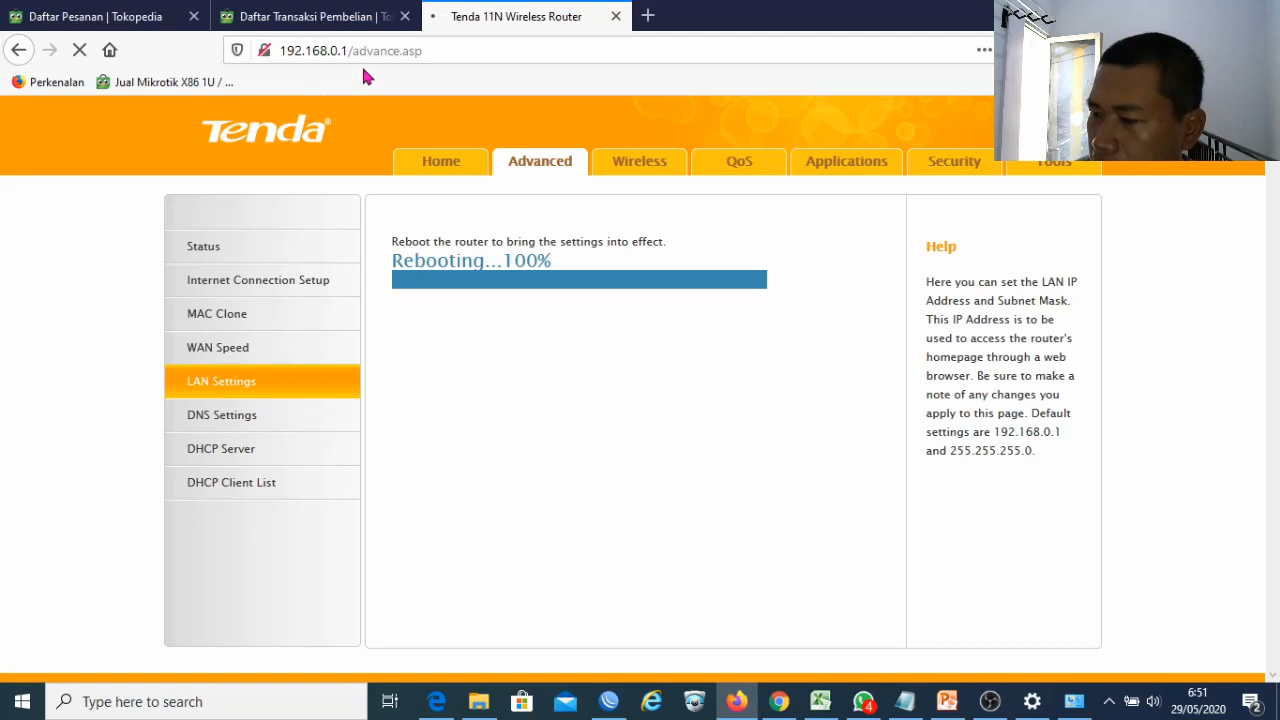 Daftar Pesanan | Tokopedia
Daftar Transaksi Pembelian | To
Tenda 11N Wireless Router
192.168.0.1/advance.asp
Perkenalan
Jual Mikrotik X86 1U / ...
Tenda®
Home
Advanced
Wireless
QoS
Applications
Security
Tools
Status
Internet Connection Setup
MAC Clone
WAN Speed
LAN Settings
DNS Settings
DHCP Server
DHCP Client List
Reboot the router to bring the settings into effect.
Rebooting...100%
Help
Here you can set the LAN IP
Address and Subnet Mask.
This IP Address is to be
used to access the router's
homepage through a web
browser. Be sure to make a
note of any changes you
apply to this page. Default
settings are 192.168.0.1
and 255.255.255.0.
Type here to search
4
6:51
29/05/2020
2